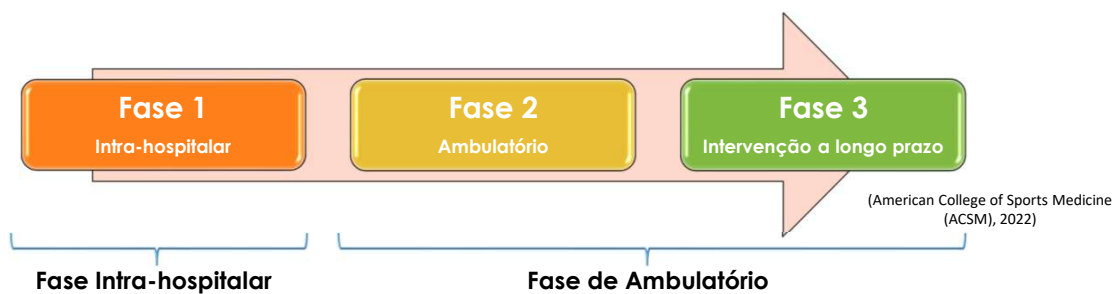 Fase 1
Intra-hospitalar
Fase 2
Ambulatório
Fase 3
Intervenção a longo prazo
(American College of Sports Medicine
(ACSM), 2022)
Fase Intra-hospitalar
Fase de Ambulatório